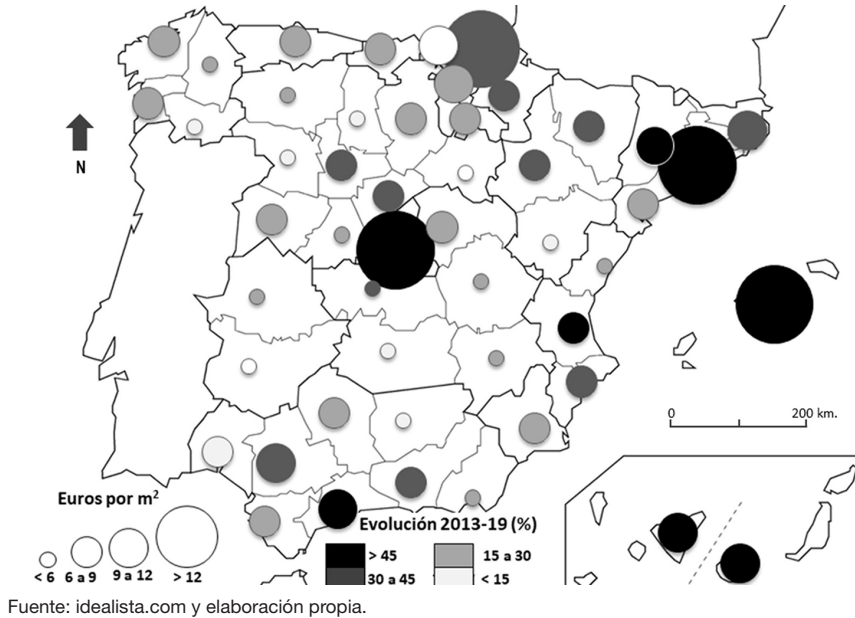 N
0 200 km.
Euros por m²
< 6 6 a 9 9 a 12 > 12
Evolución 2013-19 (%)
> 45 15 a 30
30 a 45 < 15
Fuente: idealista.com y elaboración propia.